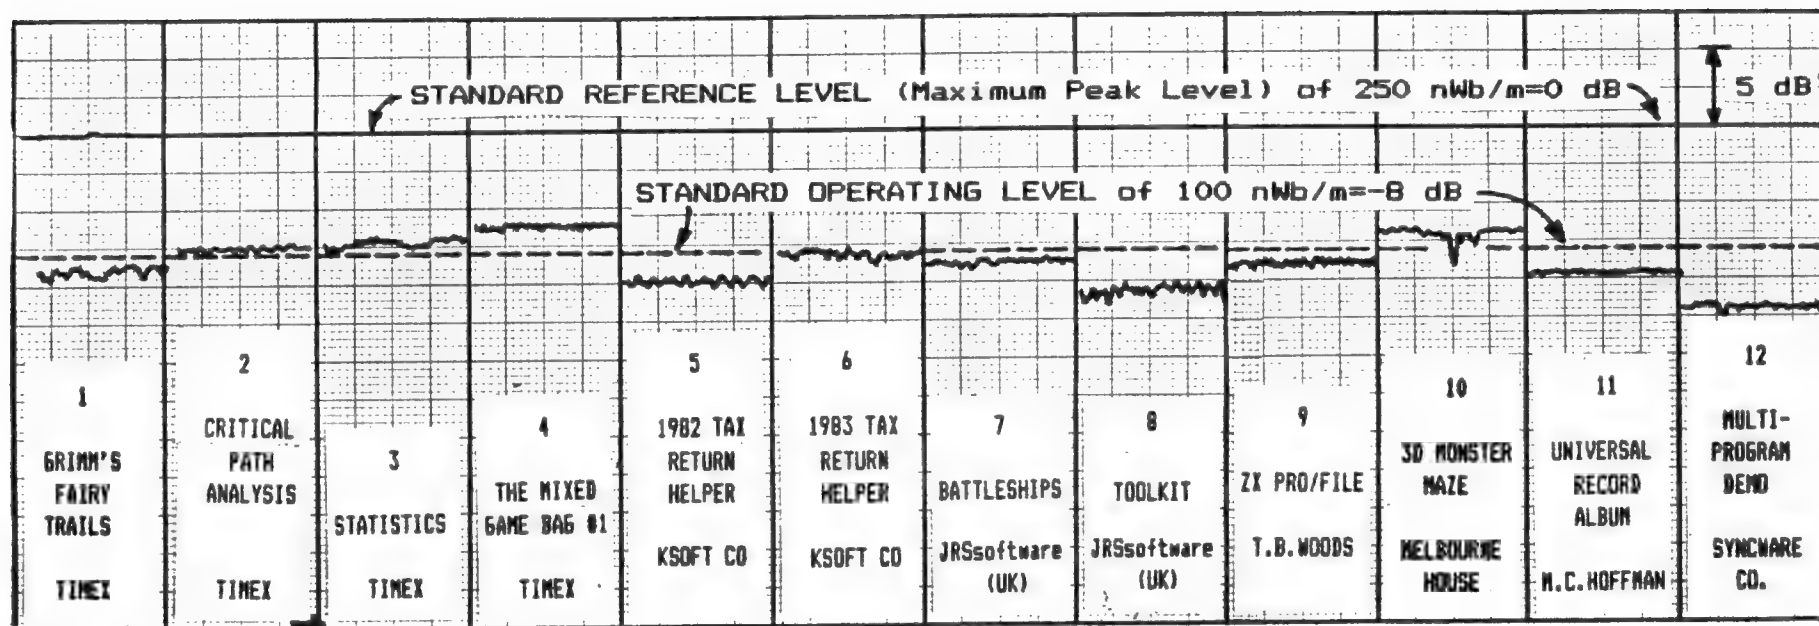 STANDARD REFERENCE LEVEL (Maximum Peak Level) of 250 nWb/m=0 dB
5 dB
STANDARD OPERATING LEVEL of 100 nWb/m=-8 dB
1
GRIMM'S
FAIRY
TRAILS
TIMEX
2
CRITICAL
PATH
ANALYSIS
TIMEX
3
STATISTICS
TIMEX
4
THE MIXED
GAME BAG #1
TIMEX
5
1982 TAX
RETURN
HELPER
KSOFT CO
6
1983 TAX
RETURN
HELPER
KSOFT CO
7
BATTLESHIPS
JRSsoftware
(UK)
8
TOOLKIT
JRSsoftware
(UK)
9
ZX PRO/FILE
T.B.WOODS
10
3D MONSTER
MAZE
MELBOURNE
HOUSE
11
UNIVERSAL
RECORD
ALBUM
M.C.HOFFMAN
12
MULTI-
PROGRAM
DEMO
SYNCWARE
CO.